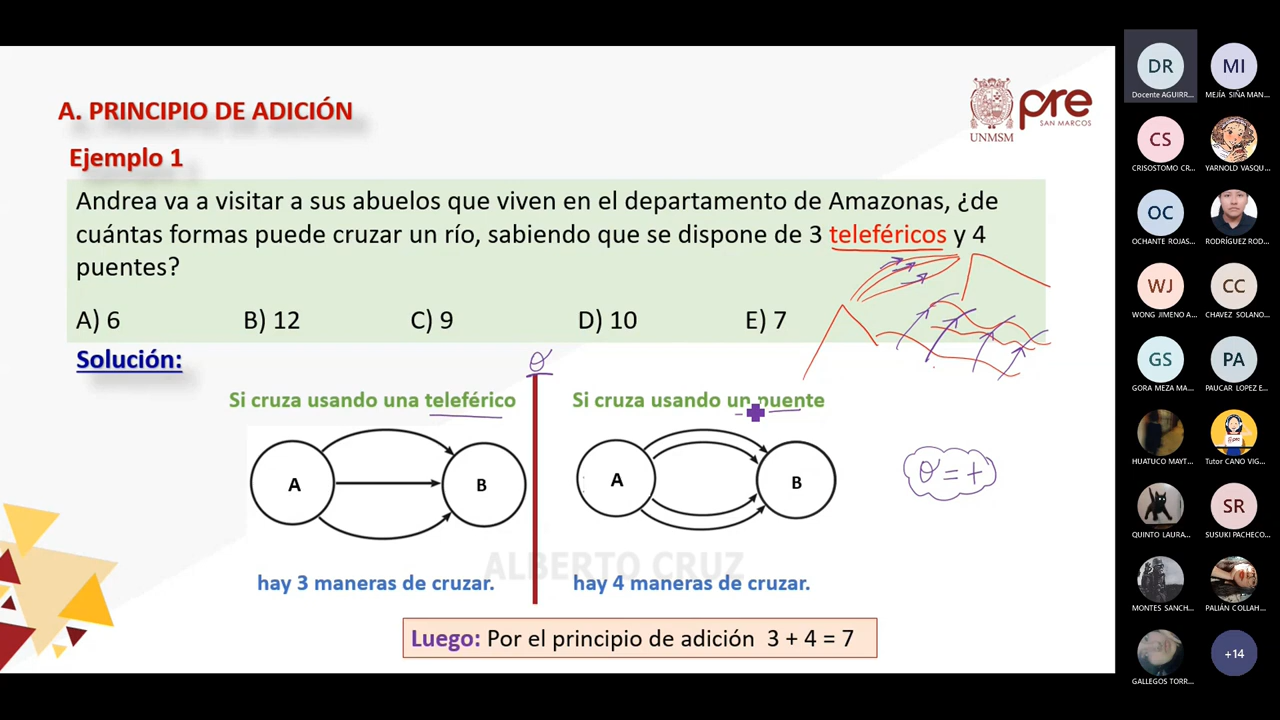 A. PRINCIPIO DE ADICIÓN
Ejemplo 1
UNMSM
pre
SAN MARCOS
Andrea va a visitar a sus abuelos que viven en el departamento de Amazonas, ¿de
cuántas formas puede cruzar un río, sabiendo que se dispone de 3 teleféricos y 4
puentes?
A) 6 B) 12 C) 9 D) 10 E) 7
Solución:
Si cruza usando una teleférico
Si cruza usando un puente
A
B
A
B
ALBERTO CRUZ
hay 3 maneras de cruzar.
hay 4 maneras de cruzar.
Luego: Por el principio de adición 3 + 4 = 7
DR
Docente AGUIRR...
MI
MEJÍA SIÑA MAN...
CS
CRISOSTOMO CR...
YARNOLD VASQU...
OC
OCHANTE ROJAS...
RODRÍGUEZ ROD...
WJ
WONG JIMENO A...
CC
CHAVEZ SOLANO...
GS
GORA MEZA MA...
PA
PAUCAR LOPEZ E...
HUATUCO MAYT...
Tutor CANO VIG...
QUINTO LAURA...
SR
SUSUKI PACHECO...
MONTES SANCH...
PALIÁN COLLAH...
GALLEGOS TORR...
+14